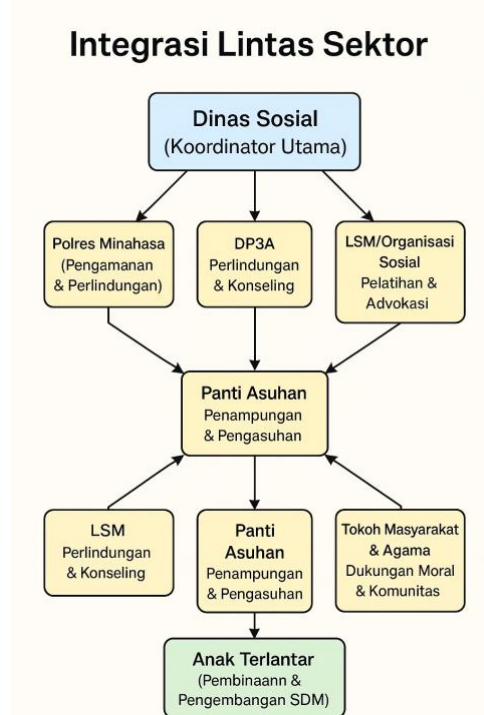 Integrasi Lintas Sektor
Dinas Sosial
(Koordinator Utama)
Polres Minahasa
(Pengamanan
& Perlindungan)
DP3A
Perlindungan
& Konseling
LSM/Organisasi
Sosial
Pelatihan &
Advokasi
Panti Asuhan
Penampungan
& Pengasuhan
LSM
Perlindungan
& Konseling
Panti
Asuhan
Penampungan
& Pengasuhan
Tokoh Masyarakat
& Agama
Dukungan Moral
& Komunitas
Anak Terlantar
(Pembinaann &
Pengembangan SDM)